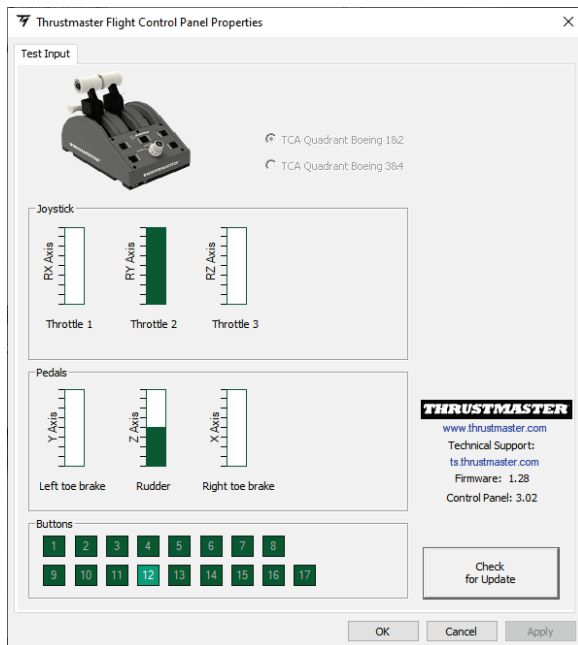 Thrustmaster Flight Control Panel Properties
Test Input
TCA Quadrant Boeing 1&2
TCA Quadrant Boeing 3&4
Joystick
RX Axis
RY Axis
RZ Axis
Throttle 1
Throttle 2
Throttle 3
Pedals
Y Axis
Z Axis
X Axis
Left toe brake
Rudder
Right toe brake
THRUSTMASTER
www.thrustmaster.com
Technical Support:
ts.thrustmaster.com
Firmware: 1.28
Control Panel: 3.02
Buttons
1 2 3 4 5 6 7 8
9 10 11 12 13 14 15 16 17
Check
for Update
OK
Cancel
Apply